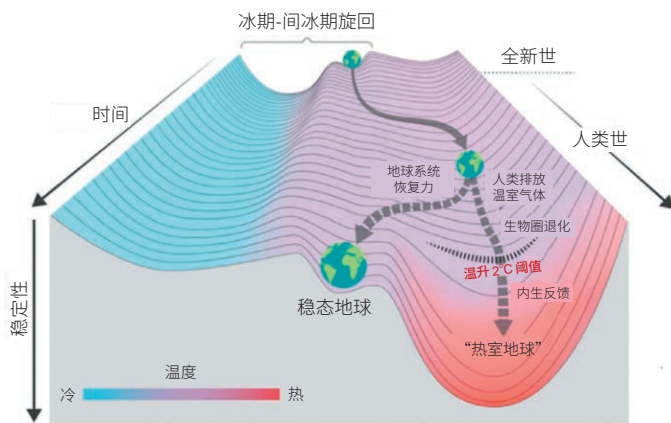 冰期-间冰期旋回
全新世
时间
人类世
地球系统
恢复力
人类排放
温室气体
生物圈退化
温升2℃阈值
稳定性
稳态地球
内生反馈
“热室地球”
温度
冷
热